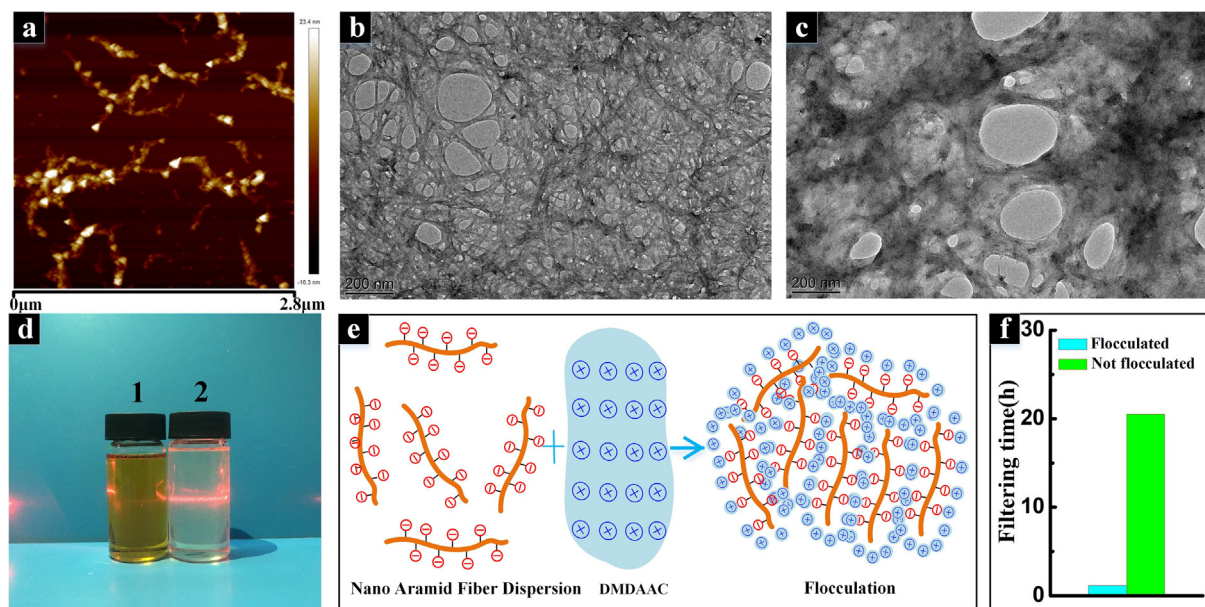 a
23.4 nm
-10.3 nm
0μm
2.8μm
b
200 nm
c
200 nm
d
1
2
e
Nano Aramid Fiber Dispersion
DMDAAC
Flocculation
f
Filtering time(h)
30
20
10
0
Flocculated
Not flocculated